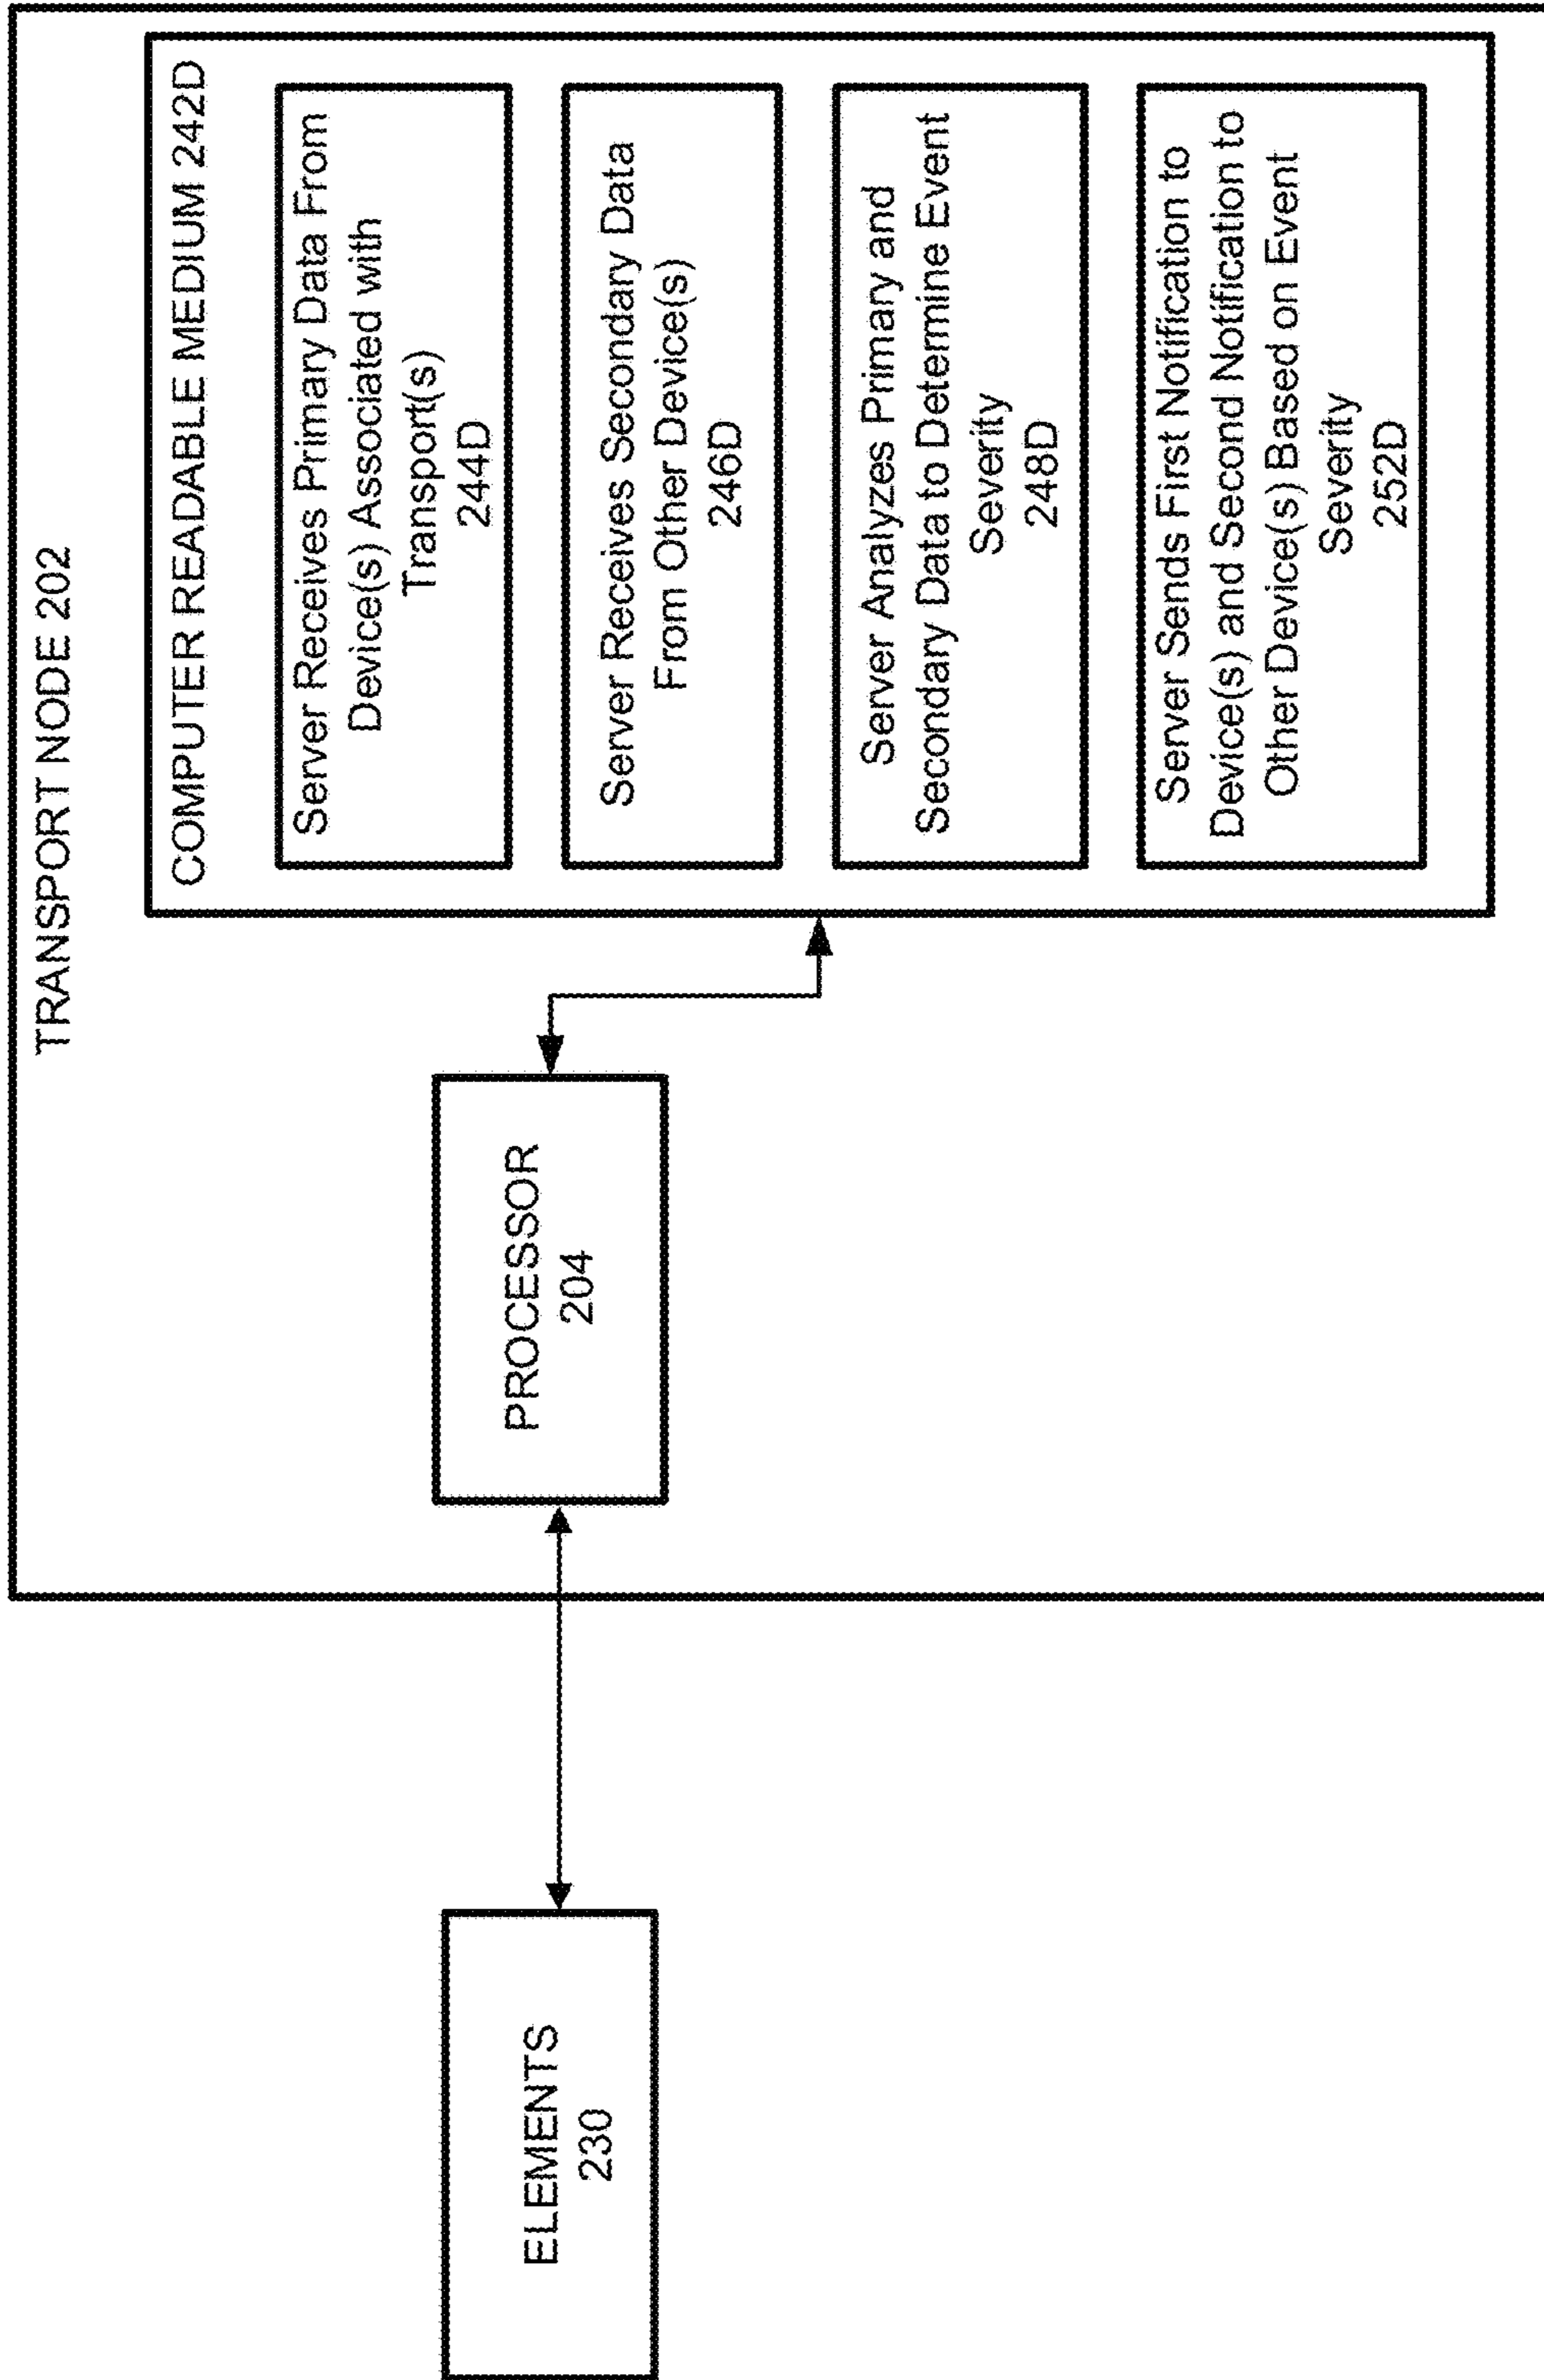 TRANSPORT NODE 202
COMPUTER READABLE MEDIUM 242D
Server Receives Primary Data From
Device(s) Associated with
Transport(s)
244D
Server Receives Secondary Data
From Other Device(s)
246D
Server Analyzes Primary and
Secondary Data to Determine Event
Severity
248D
Server Sends First Notification to
Device(s) and Second Notification to
Other Device(s) Based on Event
Severity
252D
PROCESSOR
204
ELEMENTS
230